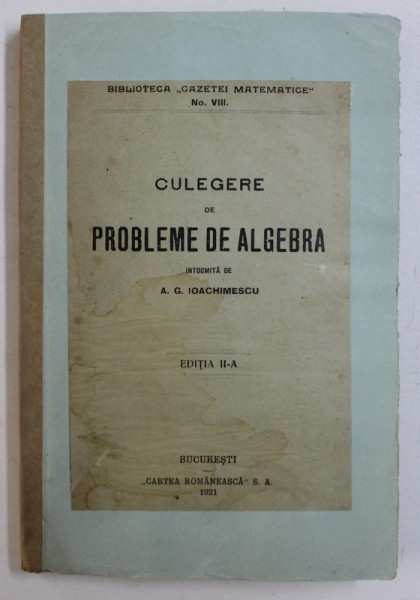 BIBLIOTECA „GAZETEI MATEMATICE“
No. VIII.
CULEGERE
DE
PROBLEME DE ALGEBRA
INTOCMITĂ DE
A. G. IOACHIMESCU
EDIȚIA II-A
BUCUREȘTI
„CARTEA ROMÂNEASCĂ“ S. A.
1921